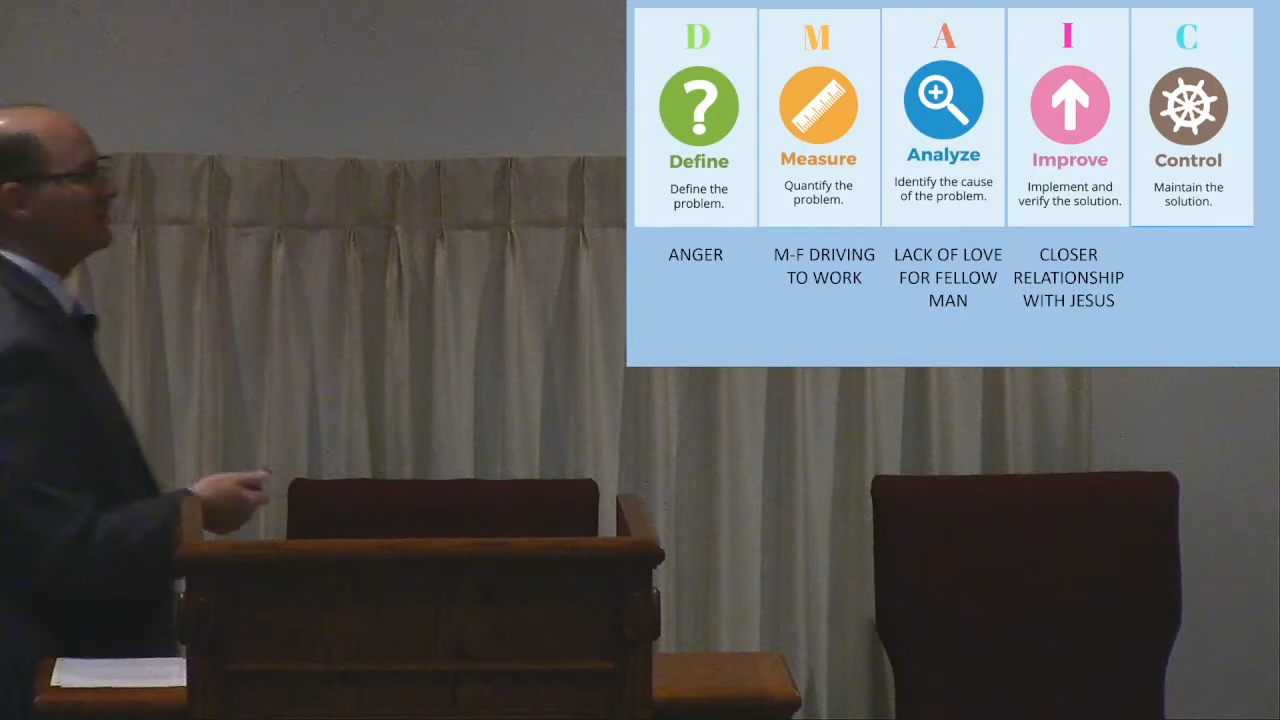 D M A I C
Define
Define the
problem.
Measure
Quantify the
problem.
Analyze
Identify the cause
of the problem.
Improve
Implement and
verify the solution.
Control
Maintain the
solution.
ANGER
M-F DRIVING
TO WORK
LACK OF LOVE
FOR FELLOW
MAN
CLOSER
RELATIONSHIP
WITH JESUS